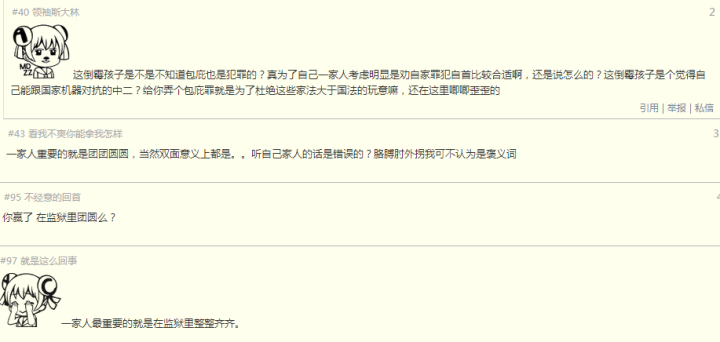 #40 领袖斯大林
2
MD
ZZ
这倒霉孩子是不是不知道包庇也是犯罪的？真为了自己一家人考虑明显是劝自家罪犯自首比较合适啊，还是说怎么的？这倒霉孩子是个觉得自
己能跟国家机器对抗的中二？给你弄个包庇罪就是为了杜绝这些家法大于国法的玩意嘛，还在这里唧唧歪歪的
引用 | 举报 | 私信
#43 看我不爽你能拿我怎样
3
一家人重要的就是团团圆圆，当然双面意义上都是。。听自己家人的话是错误的？胳膊肘外拐我可不认为是褒义词
#95 不经意的回首
你赢了 在监狱里团圆么？
#97 就是这么回事
一家人最重要的就是在监狱里整整齐齐。